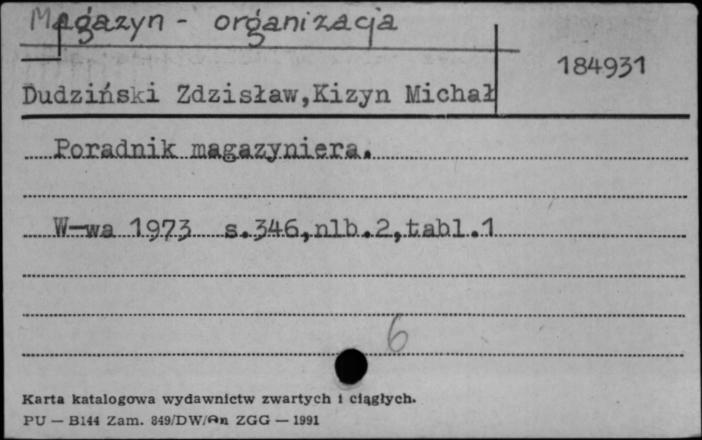 Magazyn - organizacja
184931
Dudziński Zdzisław,Kizyn Michał
Poradnik magazyniera.
W-wa 1973 s.346,nlb.2,tabl.1
6
Karta katalogowa wydawnictw zwartych i ciągłych.
PU — B144 Zam. 849/DW/An ZGG — 1991